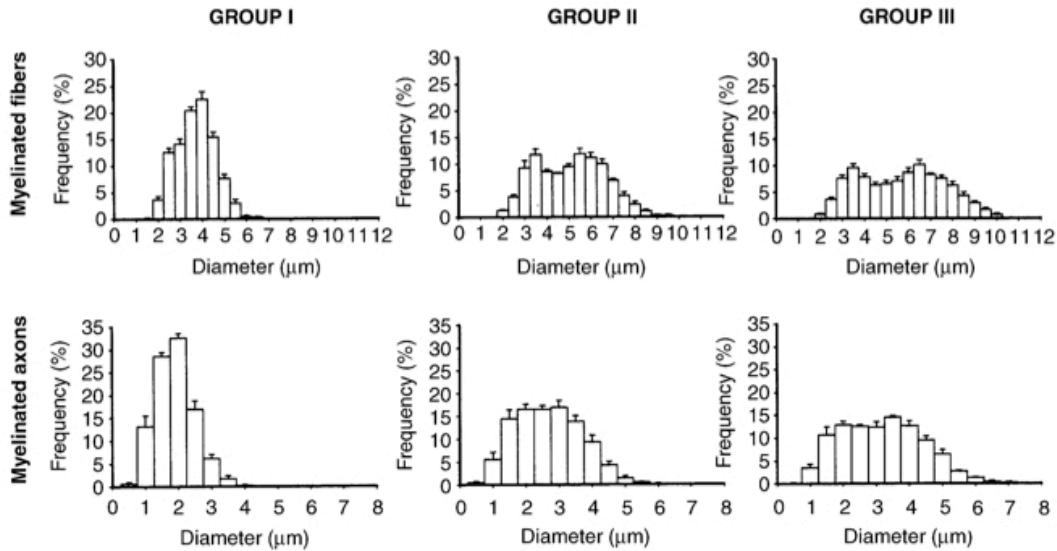 GROUP I GROUP II GROUP III
Myelinated fibers
Frequency (%)
30
25
20
15
10
5
0
0 1 2 3 4 5 6 7 8 9 10 11 12
Diameter (μm)
Frequency (%)
30
25
20
15
10
5
0
0 1 2 3 4 5 6 7 8 9 10 11 12
Diameter (μm)
Frequency (%)
30
25
20
15
10
5
0
0 1 2 3 4 5 6 7 8 9 10 11 12
Diameter (μm)
Myelinated axons
Frequency (%)
35
30
25
20
15
10
5
0
0 1 2 3 4 5 6 7 8
Diameter (μm)
Frequency (%)
35
30
25
20
15
10
5
0
0 1 2 3 4 5 6 7 8
Diameter (μm)
Frequency (%)
35
30
25
20
15
10
5
0
0 1 2 3 4 5 6 7 8
Diameter (μm)